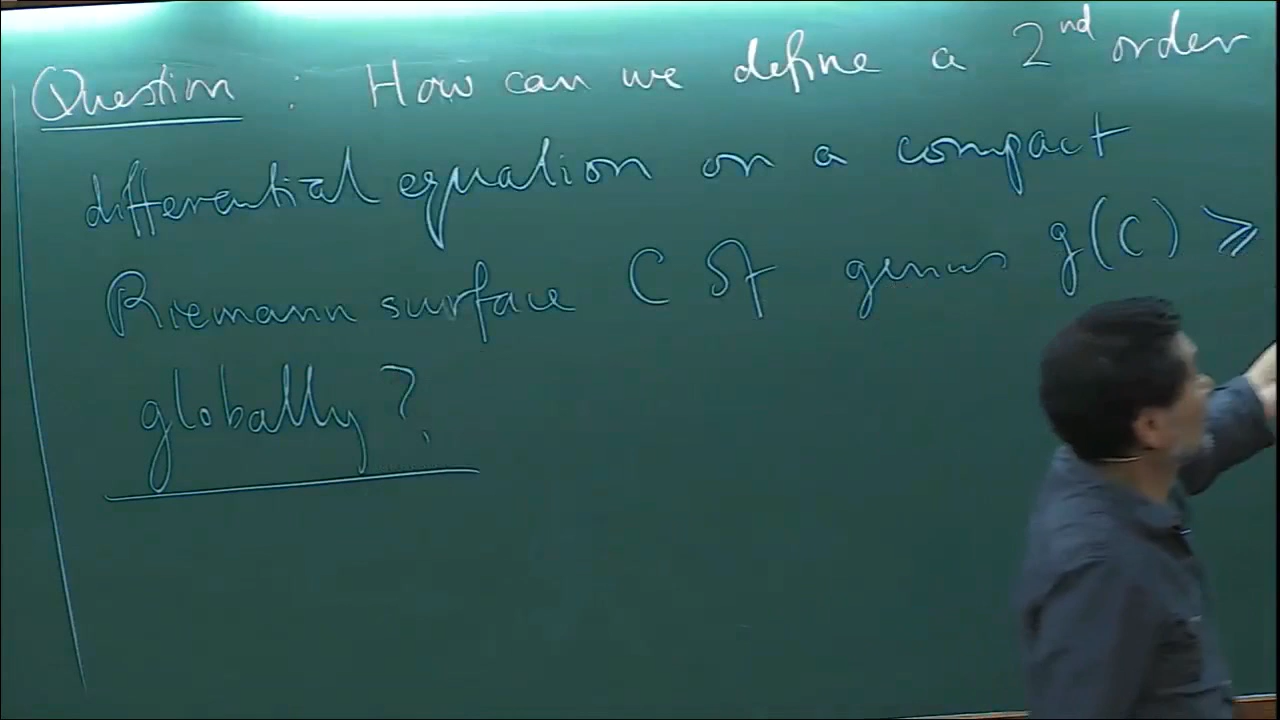 Question : How can we define a 2nd order
differential equation on a compact
Riemann surface C of genus g(C) ≥
globally?